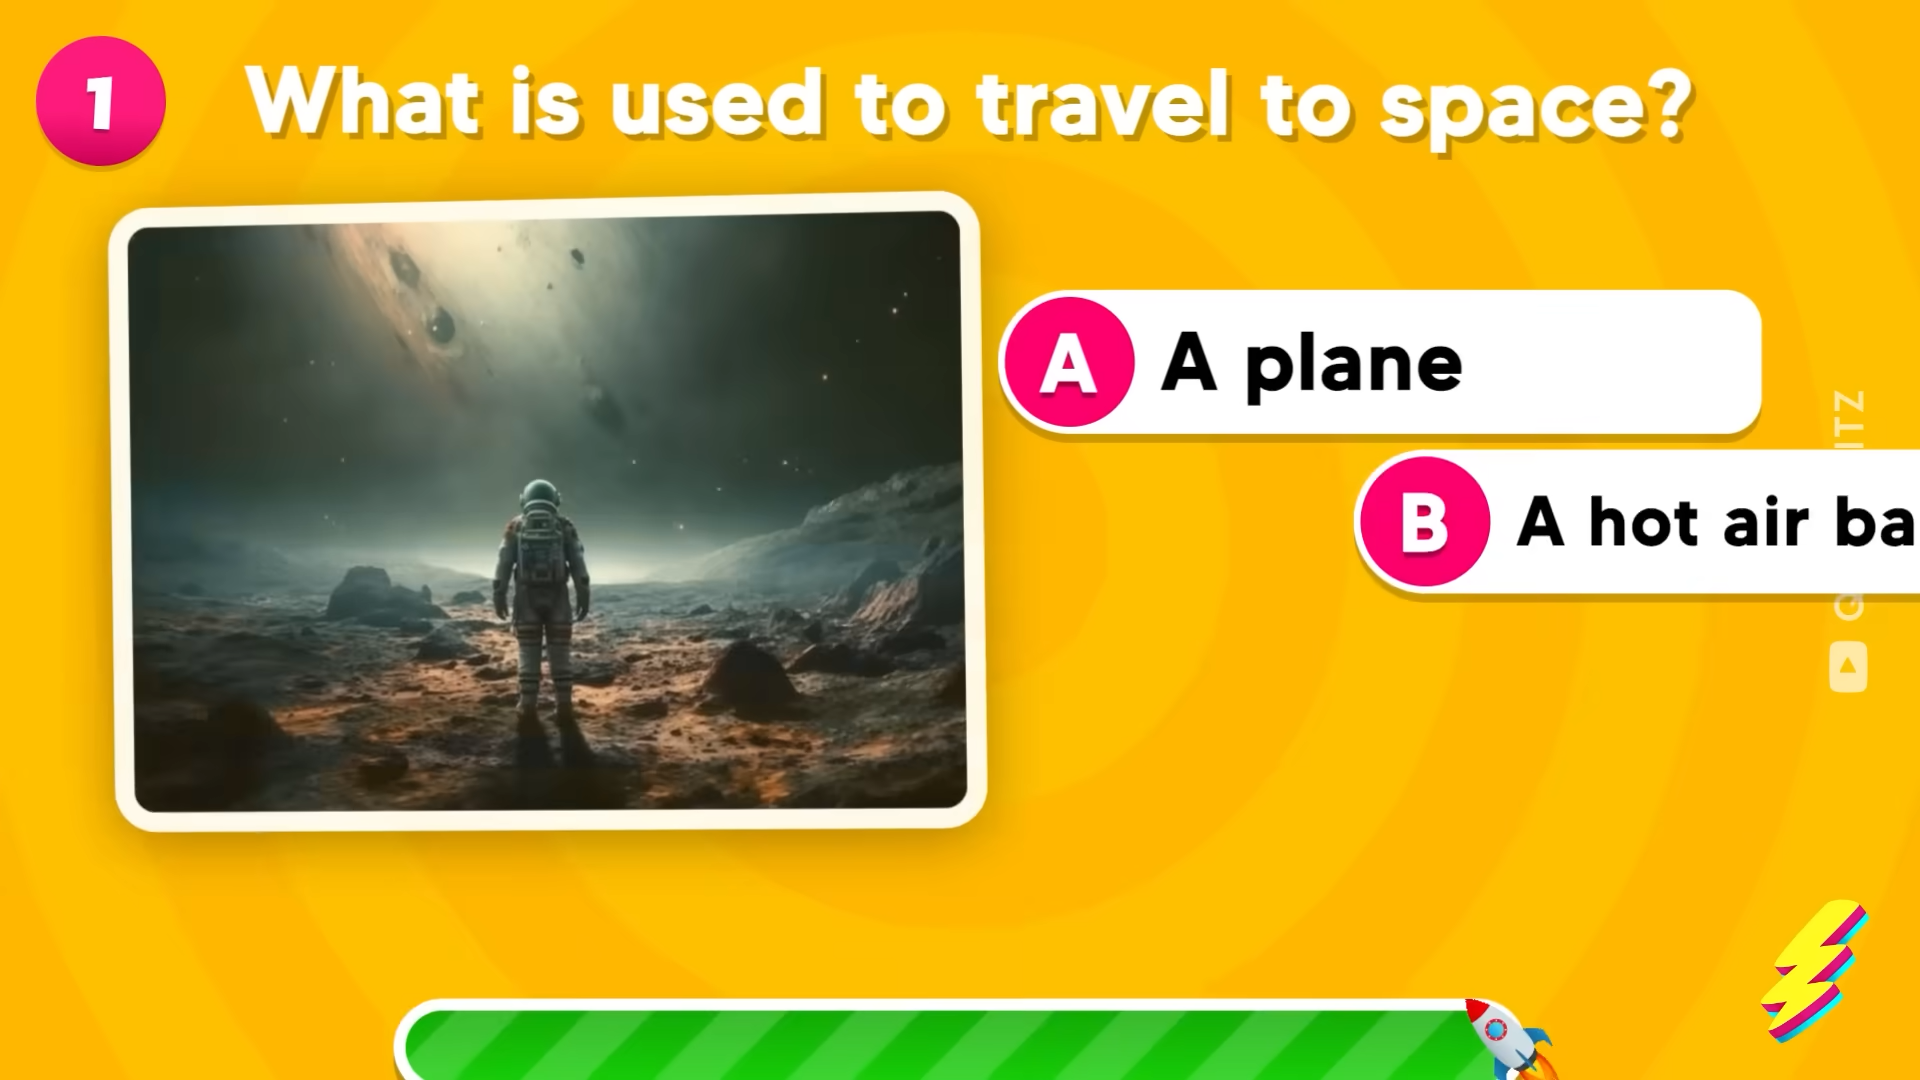 1
What is used to travel to space?
A A plane
B A hot air ba